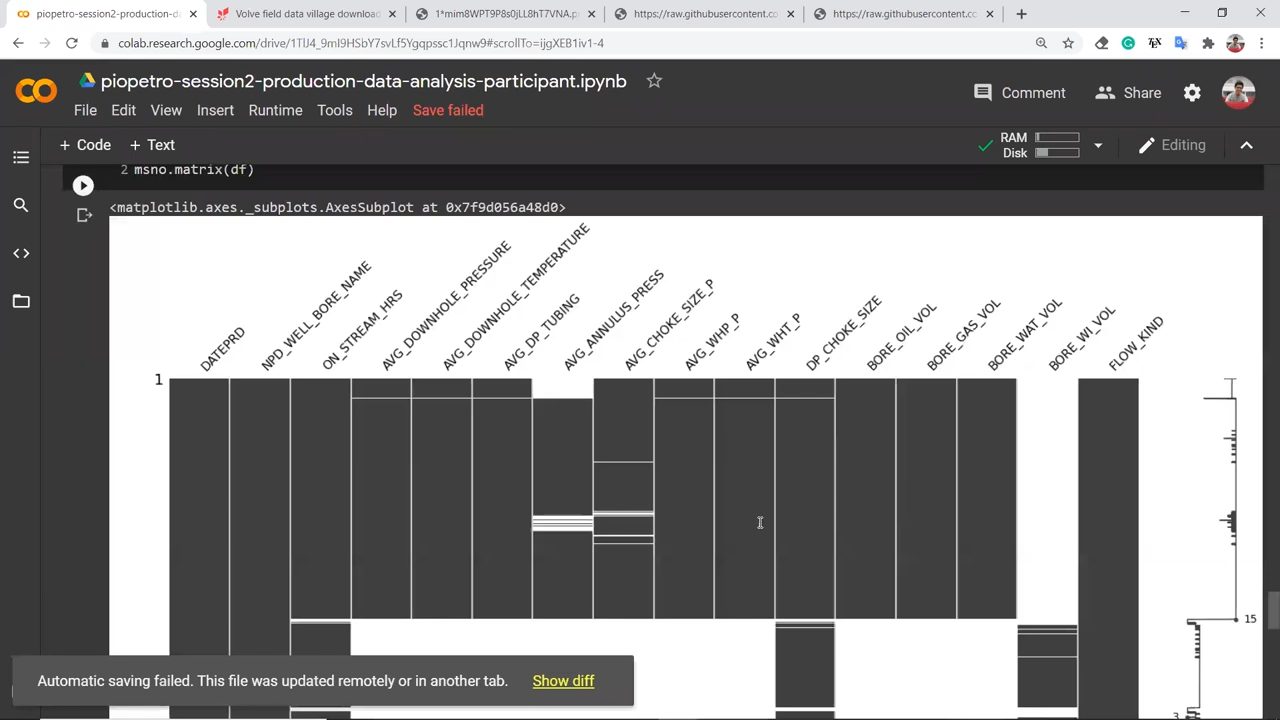 piopetro-session2-production-d
Volve field data village download
1*mim8WPT9P8s0jLL8hT7VNA.p
https://raw.githubusercontent.co
https://raw.githubusercontent.co
colab.research.google.com/drive/1TlJ4_9mI9HSbY7svLf5Ygqpssc1Jqnw9#scrollTo=ijgXEB1iv1-4
piopetro-session2-production-data-analysis-participant.ipynb
Comment
Share
File Edit View Insert Runtime Tools Help Save failed
+ Code + Text
RAM
Disk
Editing
2 msno.matrix(df)
<matplotlib.axes._subplots.AxesSubplot at 0x7f9d056a48d0>
DATEPRD
NPD_WELL_BORE_NAME
ON_STREAM_HRS
AVG_DOWNHOLE_PRESSURE
AVG_DOWNHOLE_TEMPERATURE
AVG_DP_TUBING
AVG_ANNULUS_PRESS
AVG_CHOKE_SIZE_P
AVG_WHP_P
AVG_WHT_P
DP_CHOKE_SIZE
BORE_OIL_VOL
BORE_GAS_VOL
BORE_WAT_VOL
BORE_WI_VOL
FLOW_KIND
1
15
3
Automatic saving failed. This file was updated remotely or in another tab. Show diff